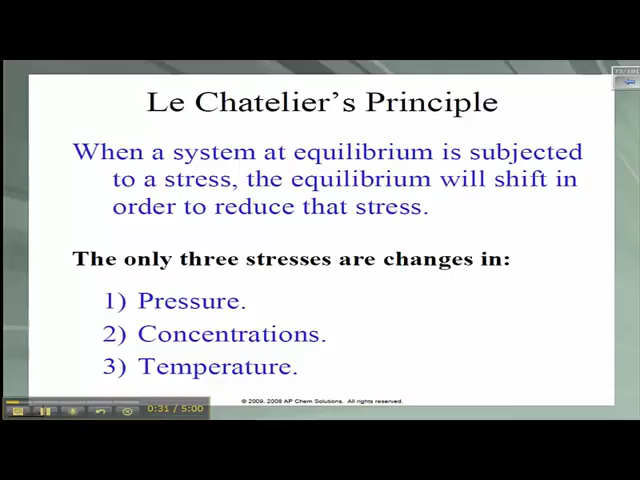 Le Chatelier's Principle
When a system at equilibrium is subjected
to a stress, the equilibrium will shift in
order to reduce that stress.
The only three stresses are changes in:
1) Pressure.
2) Concentrations.
3) Temperature.
0:31 / 5:00
© 2009, 2008 AP Chem Solutions. All rights reserved.